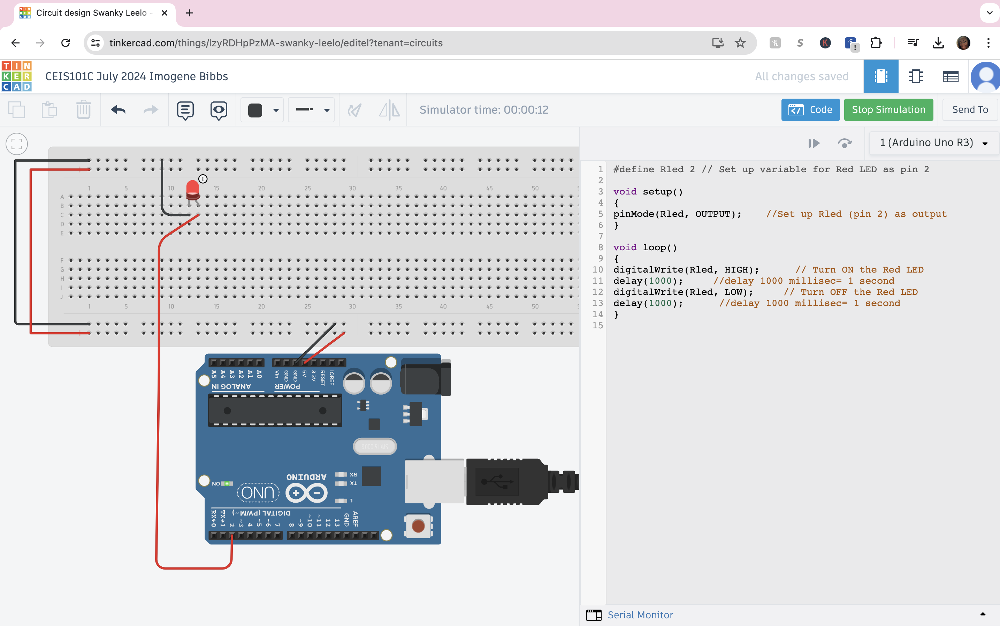 Circuit design Swanky Leelo -
tinkercad.com/things/lzyRDHpPzMA-swanky-leelo/editel?tenant=circuits
TIN
KER
CAD
CEIS101C July 2024 Imogene Bibbs
All changes saved
Simulator time: 00:00:12
Code
Stop Simulation
Send To
1 (Arduino Uno R3)
1 5 10 15 20 25 30 35 40 45 50
A
B
C
D
E
F
G
H
I
J
1 5 10 15 20 25 30 35 40 45 50
A5 A4 A3 A2 A1 A0 Vin GND GND 5V 3.3V RESET IOREF
ANALOG IN POWER
SPK16.000G
ARDUINO
RX
TX
ON
UNO
L
DIGITAL (PWM~)
RX←0 TX→1 2 ~3 4 ~5 ~6 7 8 ~9 ~10 ~11 12 13 GND AREF
1 #define Rled 2 // Set up variable for Red LED as pin 2
2
3 void setup()
4 {
5 pinMode(Rled, OUTPUT); //Set up Rled (pin 2) as output
6 }
7
8 void loop()
9 {
10 digitalWrite(Rled, HIGH); // Turn ON the Red LED
11 delay(1000); //delay 1000 millisec= 1 second
12 digitalWrite(Rled, LOW); // Turn OFF the Red LED
13 delay(1000); //delay 1000 millisec= 1 second
14 }
15
Serial Monitor